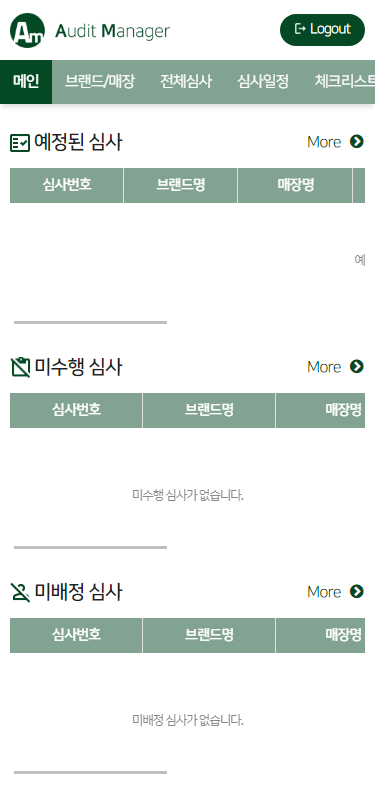 Am Audit Manager Logout
메인 브랜드/매장 전체심사 심사일정 체크리스트
예정된 심사 More
심사번호 브랜드명 매장명
예
미수행 심사 More
심사번호 브랜드명 매장명
미수행 심사가 없습니다.
미배정 심사 More
심사번호 브랜드명 매장명
미배정 심사가 없습니다.